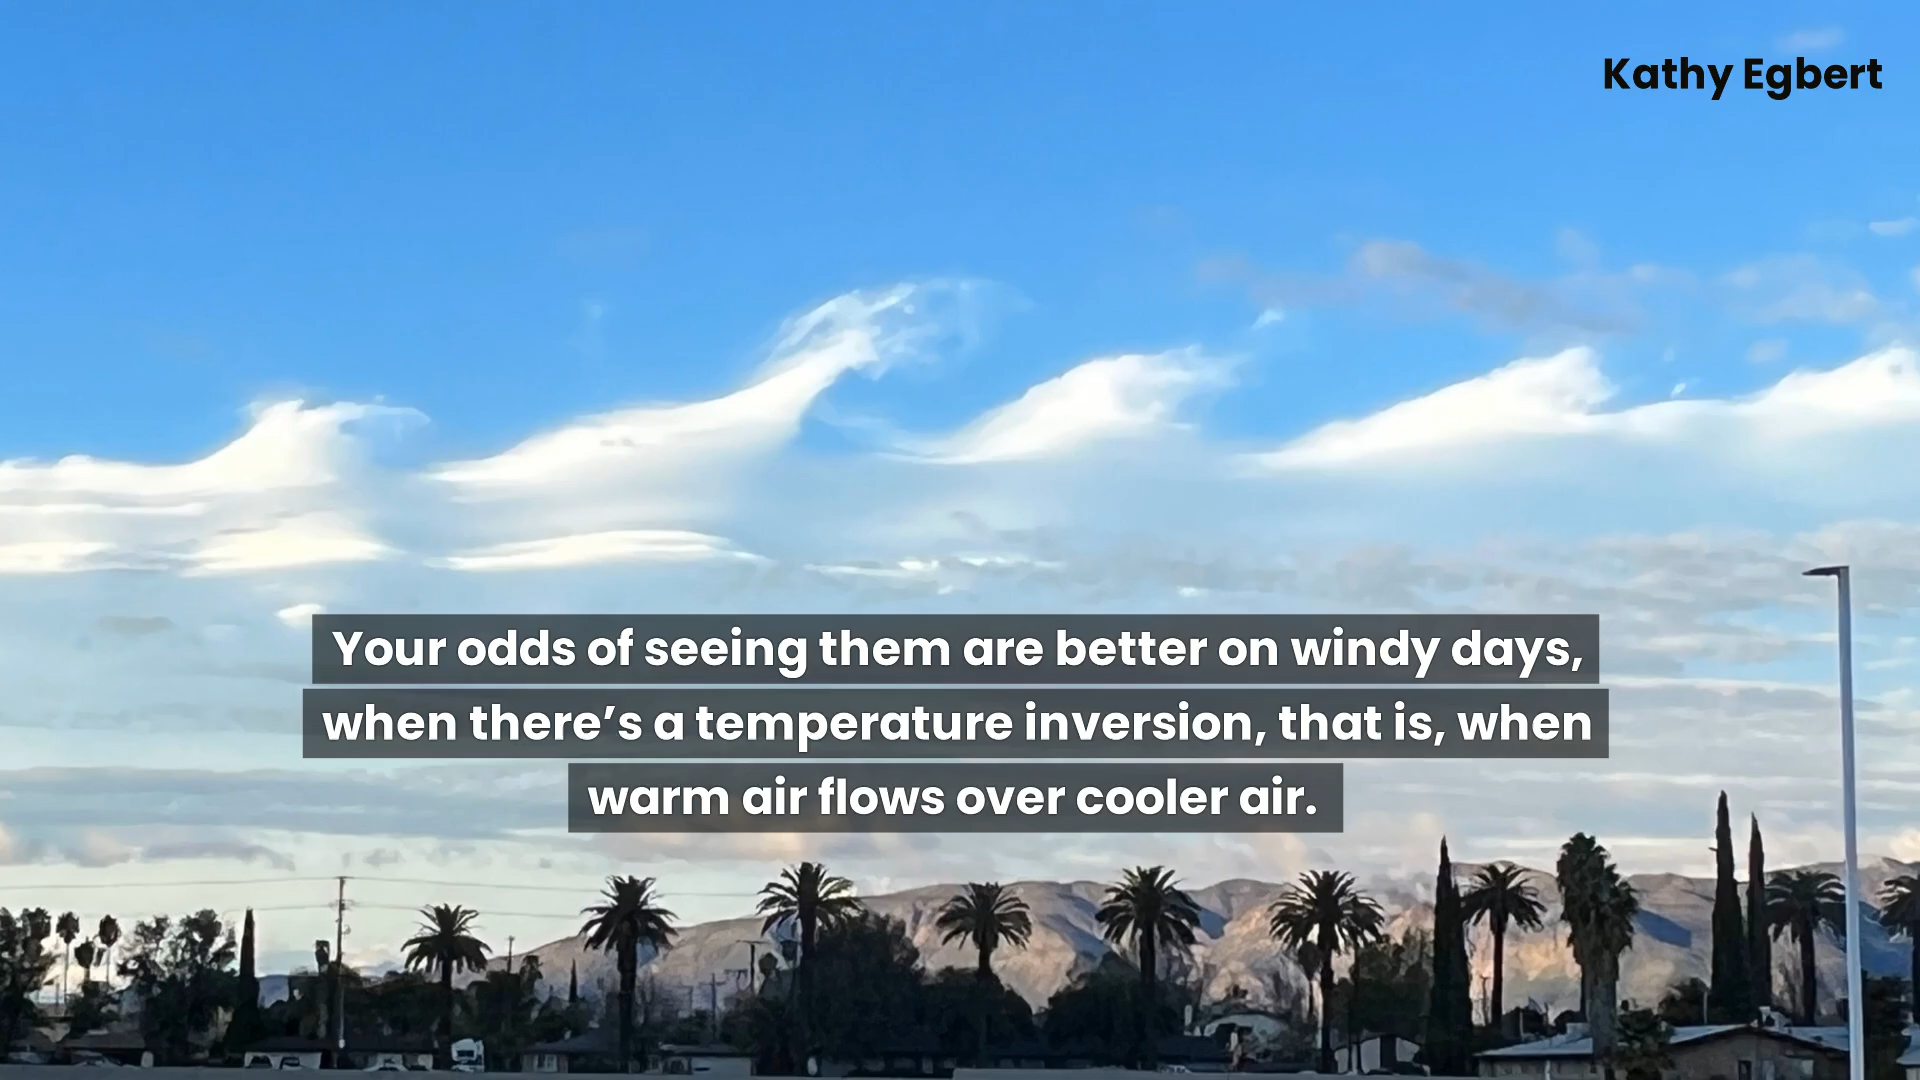 Kathy Egbert
Your odds of seeing them are better on windy days,
when there’s a temperature inversion, that is, when
warm air flows over cooler air.